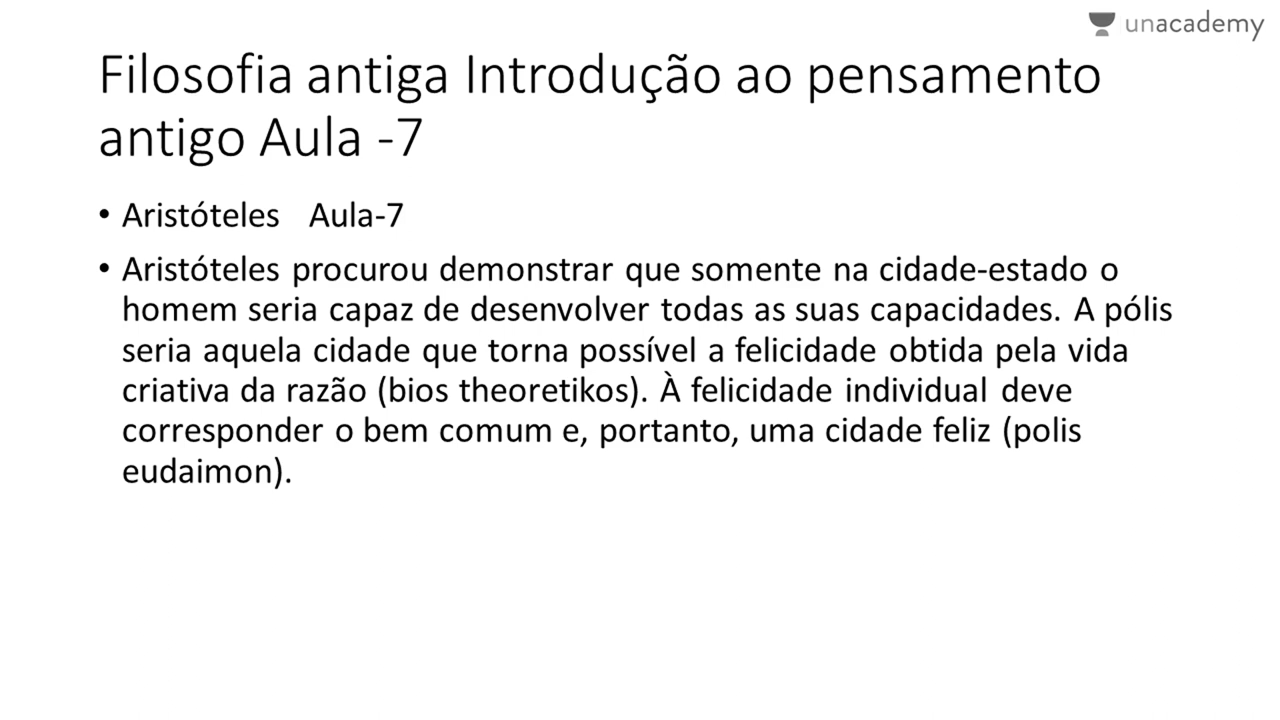 unacademy
Filosofia antiga Introdução ao pensamento
antigo Aula -7
• Aristóteles Aula-7
• Aristóteles procurou demonstrar que somente na cidade-estado o
homem seria capaz de desenvolver todas as suas capacidades. A pólis
seria aquela cidade que torna possível a felicidade obtida pela vida
criativa da razão (bios theoretikos). À felicidade individual deve
corresponder o bem comum e, portanto, uma cidade feliz (polis
eudaimon).